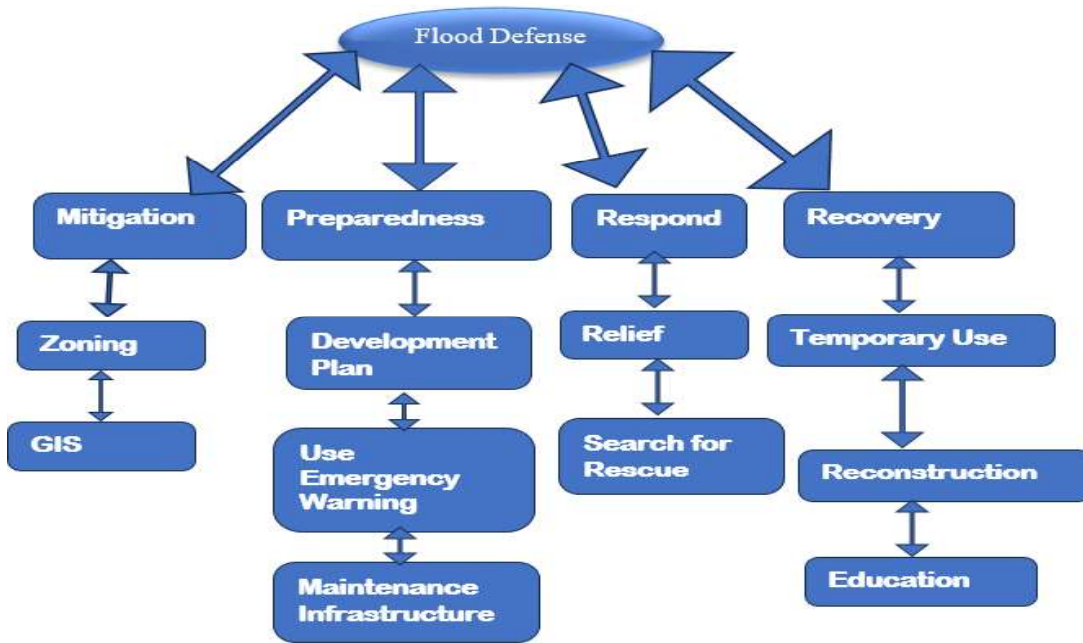 Flood Defense
Mitigation
Preparedness
Respond
Recovery
Zoning
Development
Plan
Relief
Temporary Use
GIS
Use
Emergency
Warning
Search for
Rescue
Reconstruction
Maintenance
Infrastructure
Education